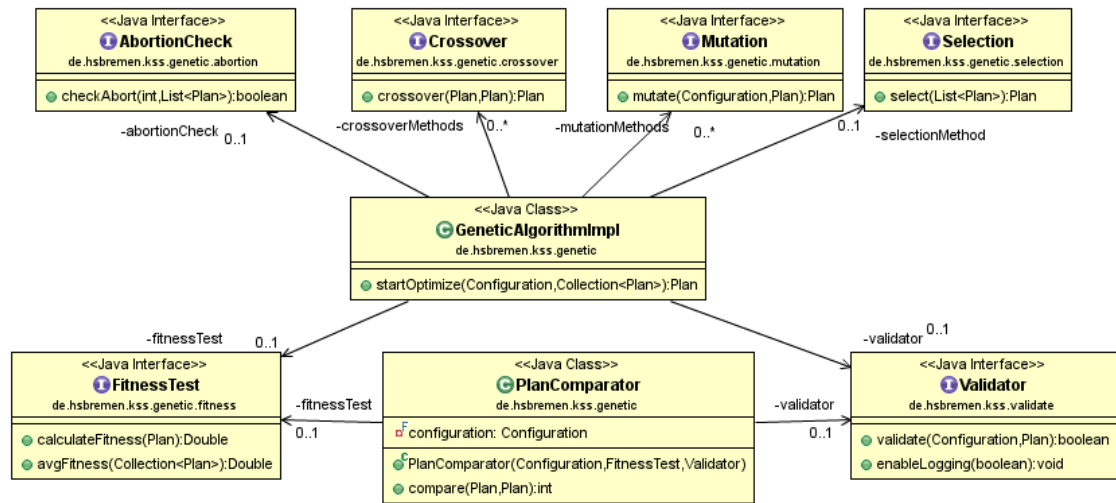 <<Java Interface>>
AbortionCheck
de.hsbremen.kss.genetic.abortion
checkAbort(int,List<Plan>):boolean
<<Java Interface>>
Crossover
de.hsbremen.kss.genetic.crossover
crossover(Plan,Plan):Plan
<<Java Interface>>
Mutation
de.hsbremen.kss.genetic.mutation
mutate(Configuration,Plan):Plan
<<Java Interface>>
Selection
de.hsbremen.kss.genetic.selection
select(List<Plan>):Plan
-abortionCheck
0..1
-crossoverMethods
0..*
-mutationMethods
0..*
0..1
-selectionMethod
<<Java Class>>
GeneticAlgorithmImpl
de.hsbremen.kss.genetic
startOptimize(Configuration,Collection<Plan>):Plan
-fitnessTest
0..1
-validator
0..1
<<Java Interface>>
FitnessTest
de.hsbremen.kss.genetic.fitness
calculateFitness(Plan):Double
avgFitness(Collection<Plan>):Double
-fitnessTest
0..1
<<Java Class>>
PlanComparator
de.hsbremen.kss.genetic
configuration: Configuration
PlanComparator(Configuration,FitnessTest,Validator)
compare(Plan,Plan):int
-validator
0..1
<<Java Interface>>
Validator
de.hsbremen.kss.validate
validate(Configuration,Plan):boolean
enableLogging(boolean):void